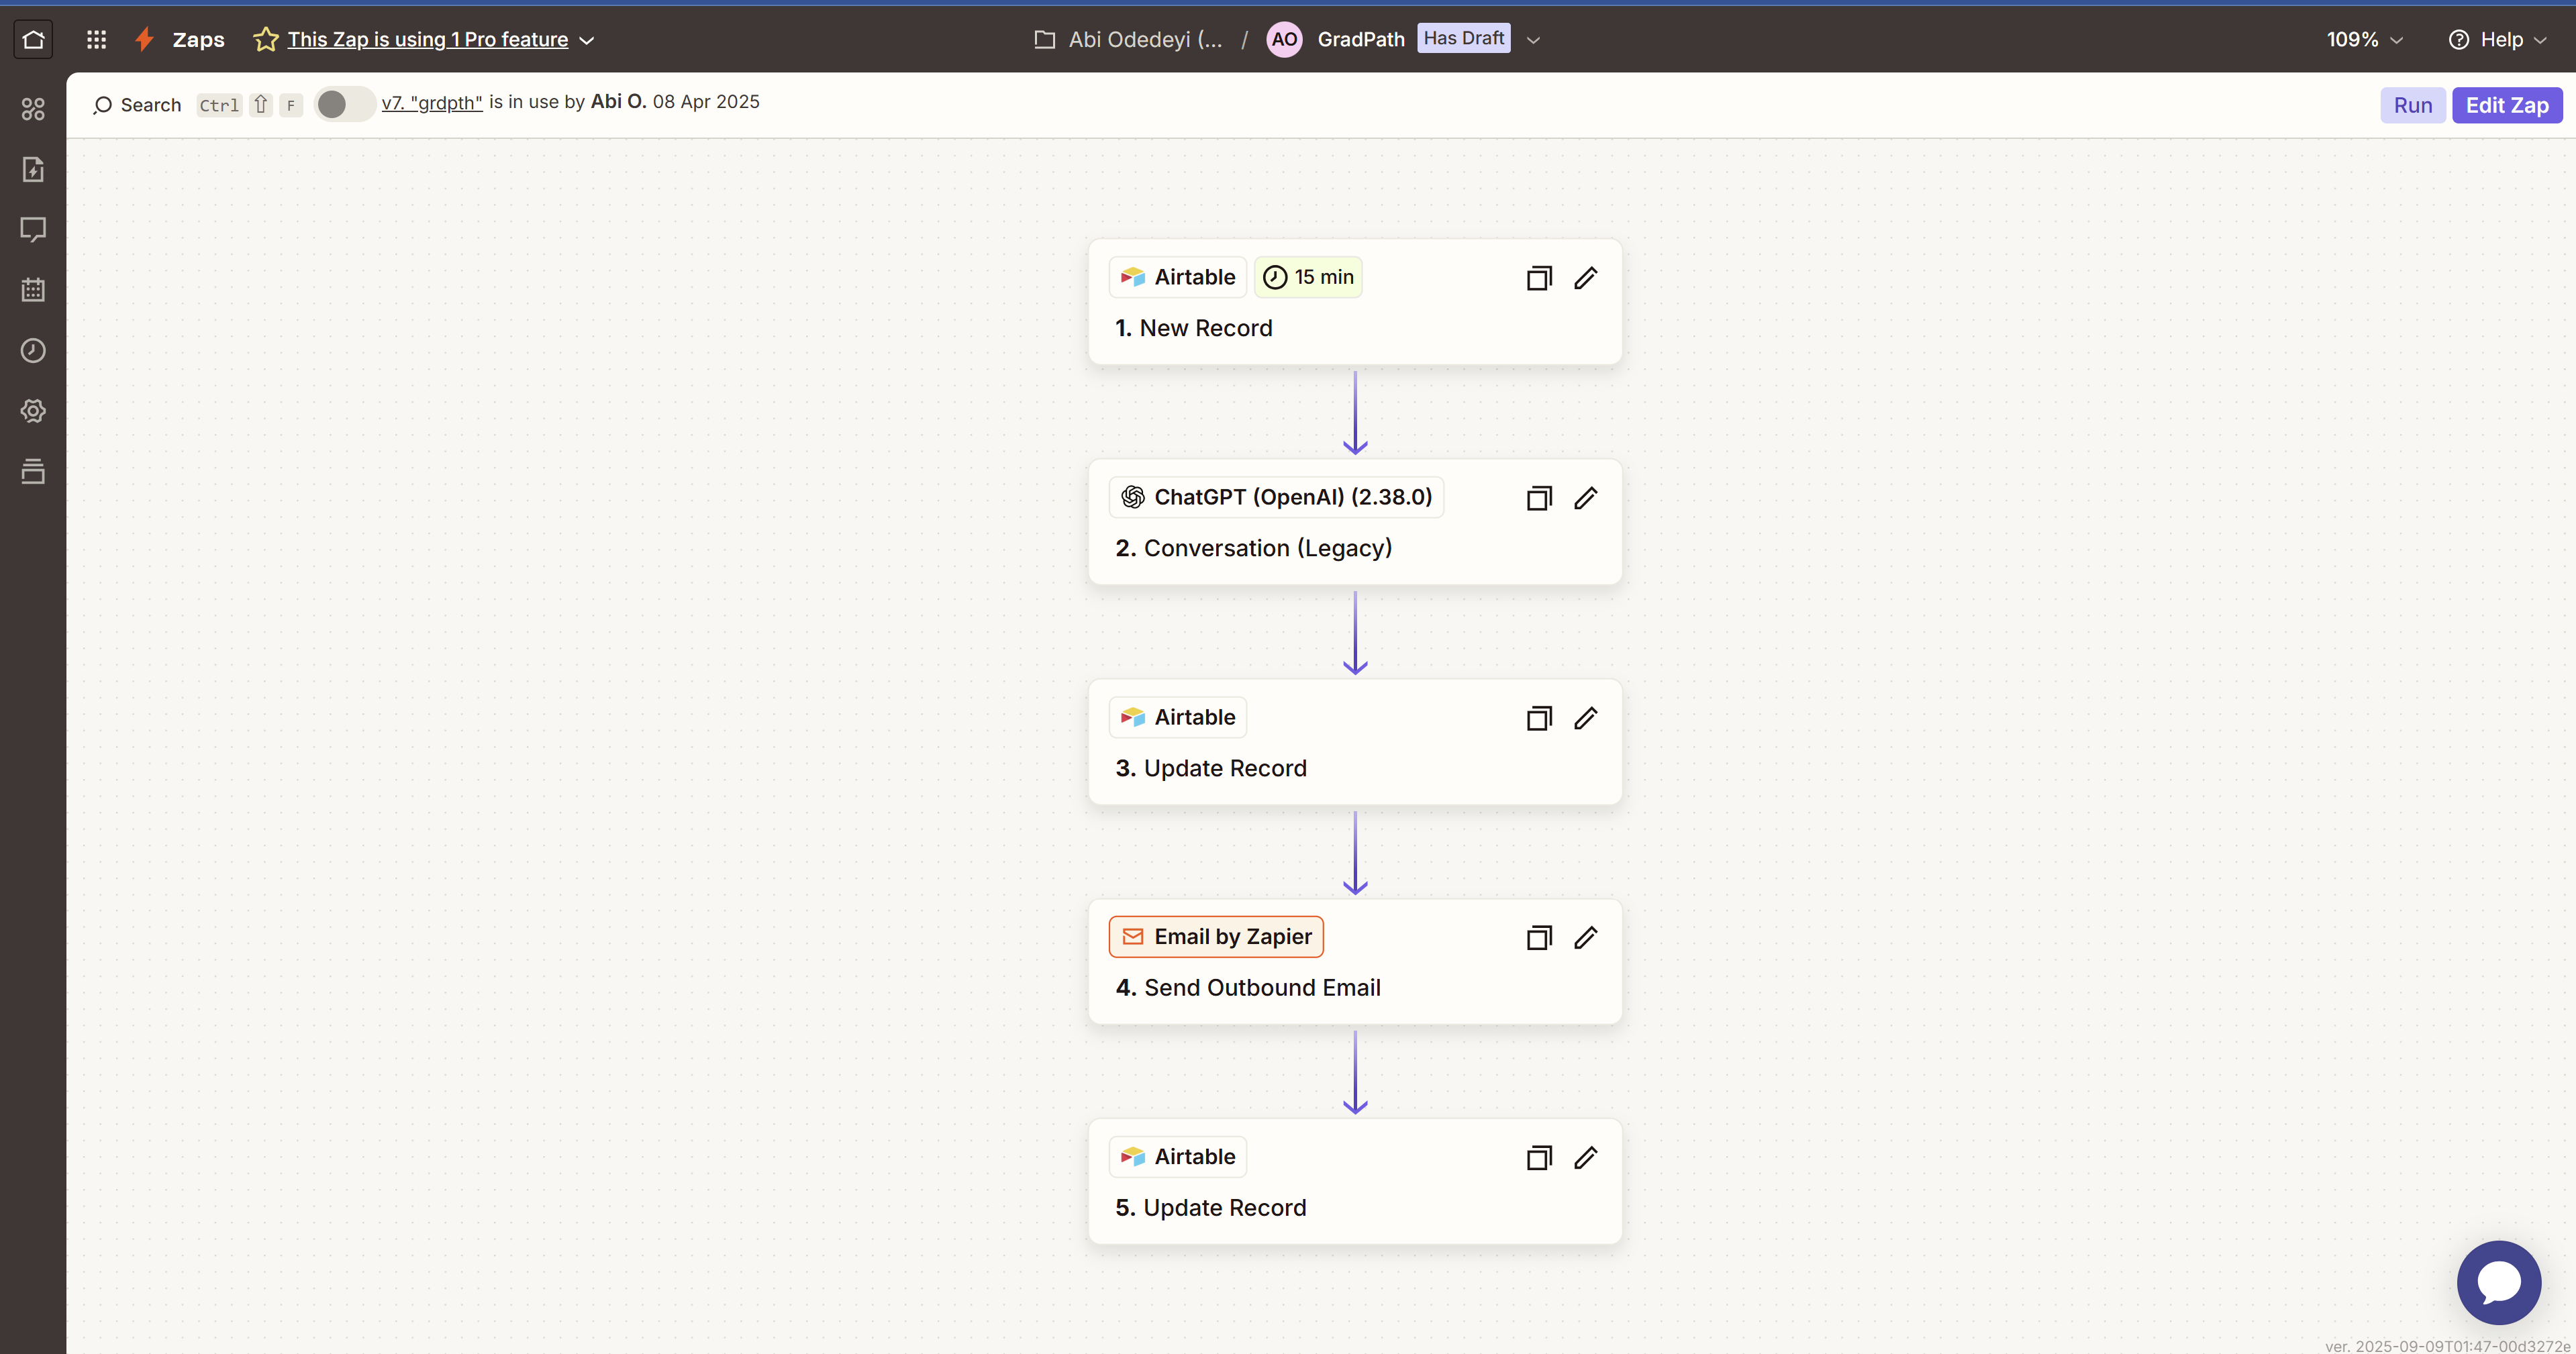 Zaps This Zap is using 1 Pro feature Abi Odedeyi (... / AO GradPath Has Draft 109% Help
Search Ctrl ⇧ F v7. "grdpth" is in use by Abi O. 08 Apr 2025 Run Edit Zap
Airtable 15 min
1. New Record
ChatGPT (OpenAI) (2.38.0)
2. Conversation (Legacy)
Airtable
3. Update Record
Email by Zapier
4. Send Outbound Email
Airtable
5. Update Record
ver. 2025-09-09T01:47-00d3272e